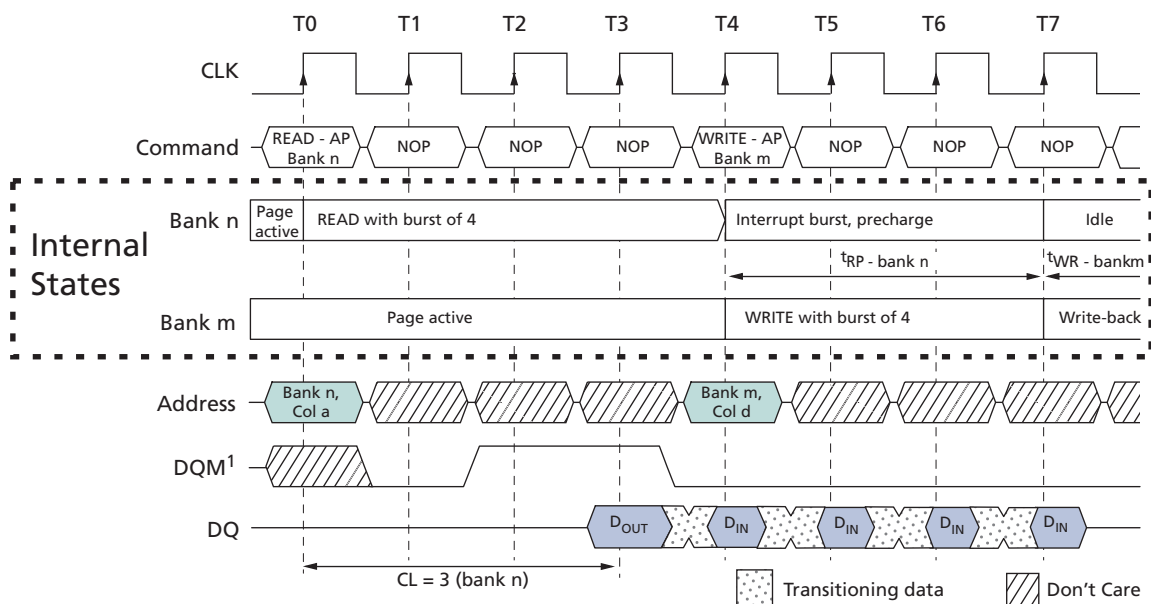 T0 T1 T2 T3 T4 T5 T6 T7
CLK
Command
READ - AP
Bank n
NOP
NOP
NOP
WRITE - AP
Bank m
NOP
NOP
NOP
Internal
States
Bank n
Page
active
READ with burst of 4
Interrupt burst, precharge
Idle
tRP - bank n
tWR - bankm
Bank m
Page active
WRITE with burst of 4
Write-back
Address
Bank n,
Col a
Bank m,
Col d
DQM1
DQ
DOUT
DIN
DIN
DIN
DIN
CL = 3 (bank n)
Transitioning data
Don't Care